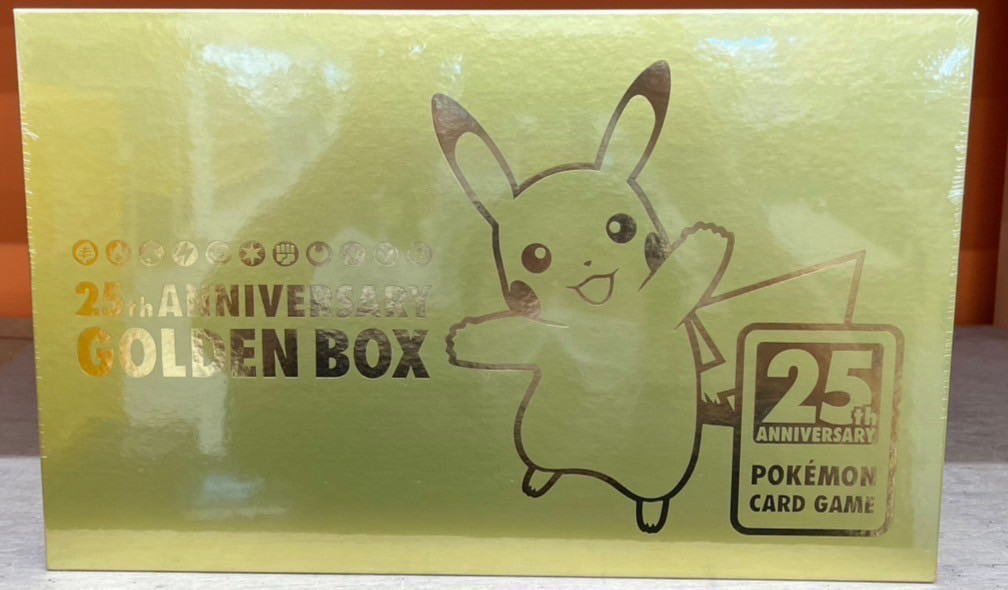 25th ANNIVERSARY
GOLDEN BOX
25th
ANNIVERSARY
POKÉMON
CARD GAME